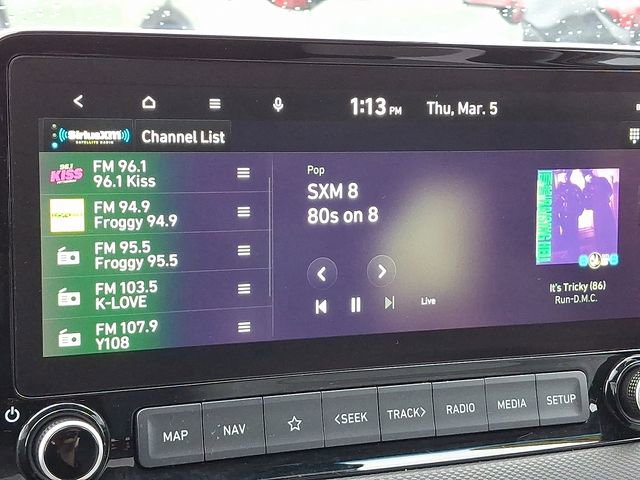 1:13 PM
Thu, Mar. 5
SiriusXM
SATELLITE RADIO
Channel List
96.1
KISS
FM 96.1
96.1 Kiss
FM 94.9
Froggy 94.9
FM 95.5
Froggy 95.5
FM 103.5
K-LOVE
FM 107.9
Y108
Pop
SXM 8
80s on 8
Live
It's Tricky (86)
Run-D.M.C.
MAP
NAV
<SEEK
TRACK>
RADIO
MEDIA
SETUP